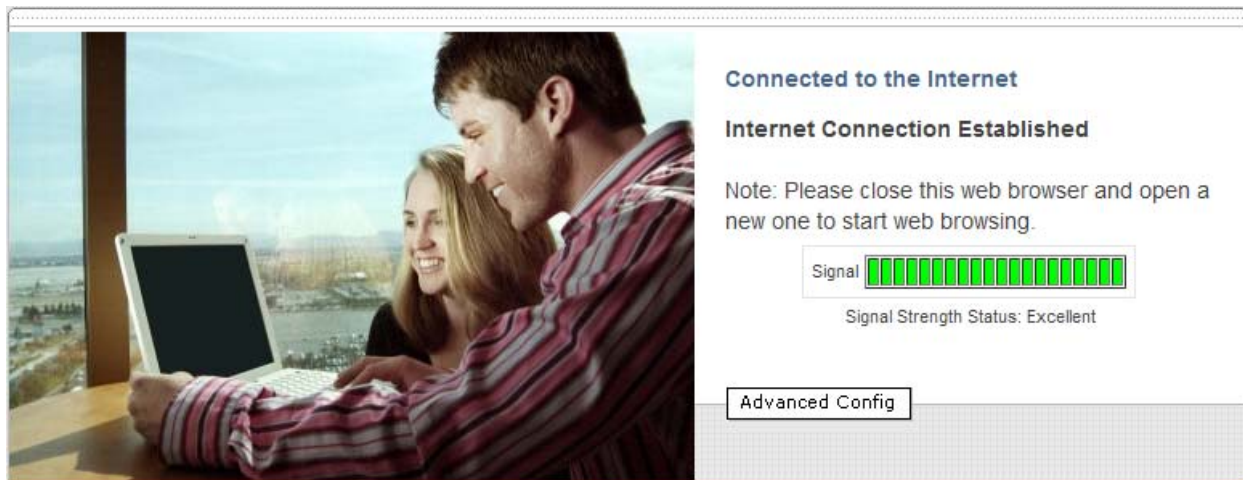 Connected to the Internet
Internet Connection Established
Note: Please close this web browser and open a
new one to start web browsing.
Signal
Signal Strength Status: Excellent
Advanced Config